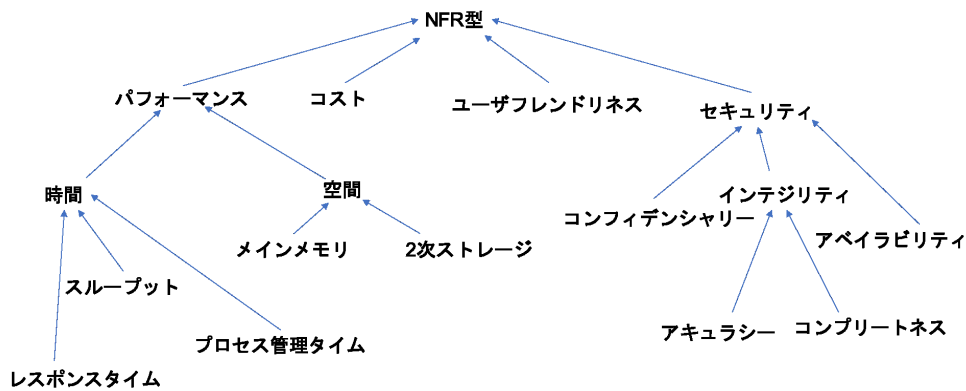 NFR型
パフォーマンス
コスト
ユーザフレンドリネス
セキュリティ
時間
空間
コンフィデンシャリー
インテジリティ
アベイラビリティ
メインメモリ
2次ストレージ
スループット
プロセス管理タイム
レスポンスタイム
アキュラシー
コンプリートネス